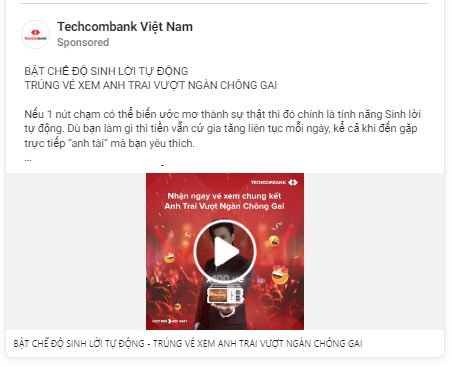 Techcombank Việt Nam
Sponsored
BẬT CHẾ ĐỘ SINH LỜI TỰ ĐỘNG
TRÚNG VÉ XEM ANH TRAI VƯỢT NGÀN CHÔNG GAI
Nếu 1 nút chạm có thể biến ước mơ thành sự thật thì đó chính là tính năng Sinh lời
tự động. Dù bạn làm gì thì tiền vẫn cứ gia tăng liên tục mỗi ngày, kể cả khi đến gặp
trực tiếp "anh tài" mà bạn yêu thích.
...
TECHCOMBANK
Nhận ngay vé xem chung kết
Anh Trai Vượt Ngàn Chông Gai
BẬT CHẾ ĐỘ SINH LỜI TỰ ĐỘNG - TRÚNG VÉ XEM ANH TRAI VƯỢT NGÀN CHÔNG GAI